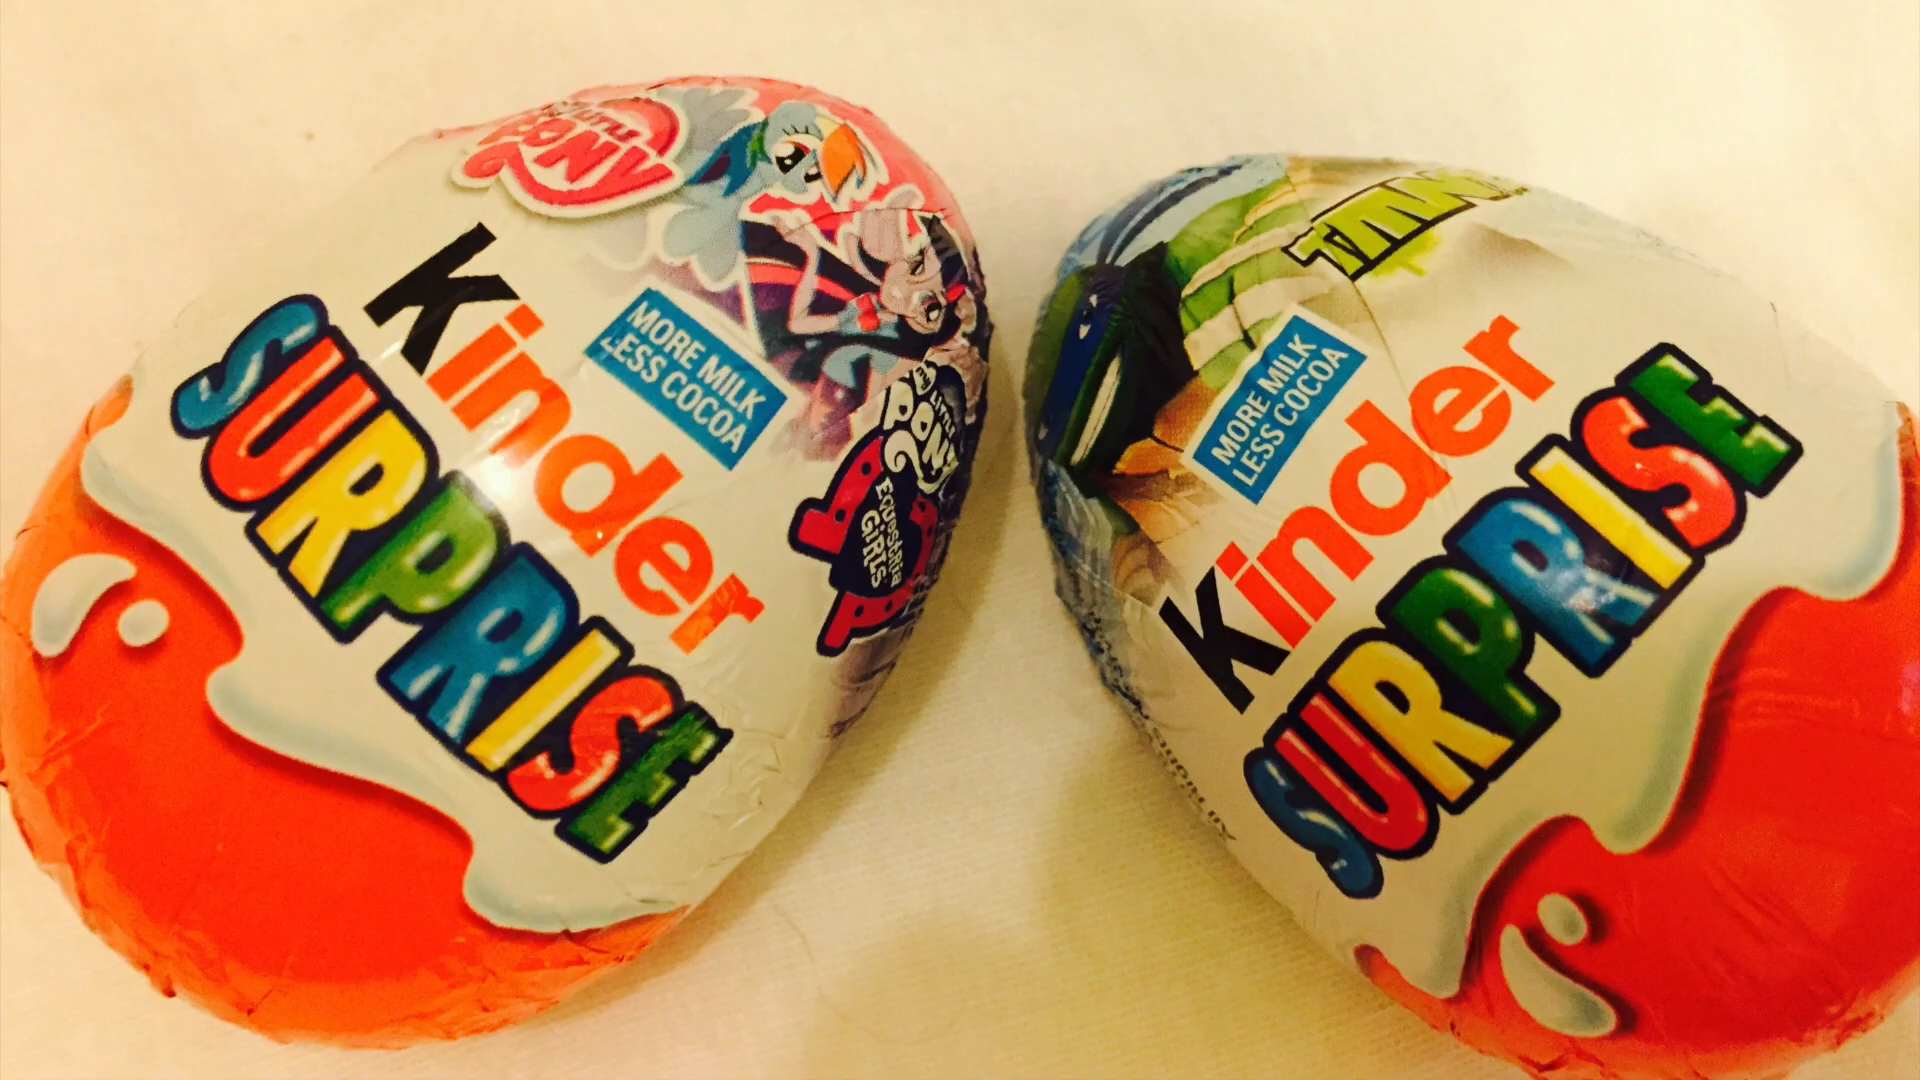 MY LITTLE
PONY
Kinder
SURPRISE
MORE MILK
LESS COCOA
MY
LITTLE
PONY
EQUESTRIA
GIRLS
Kinder
SURPRISE
MORE MILK
LESS COCOA